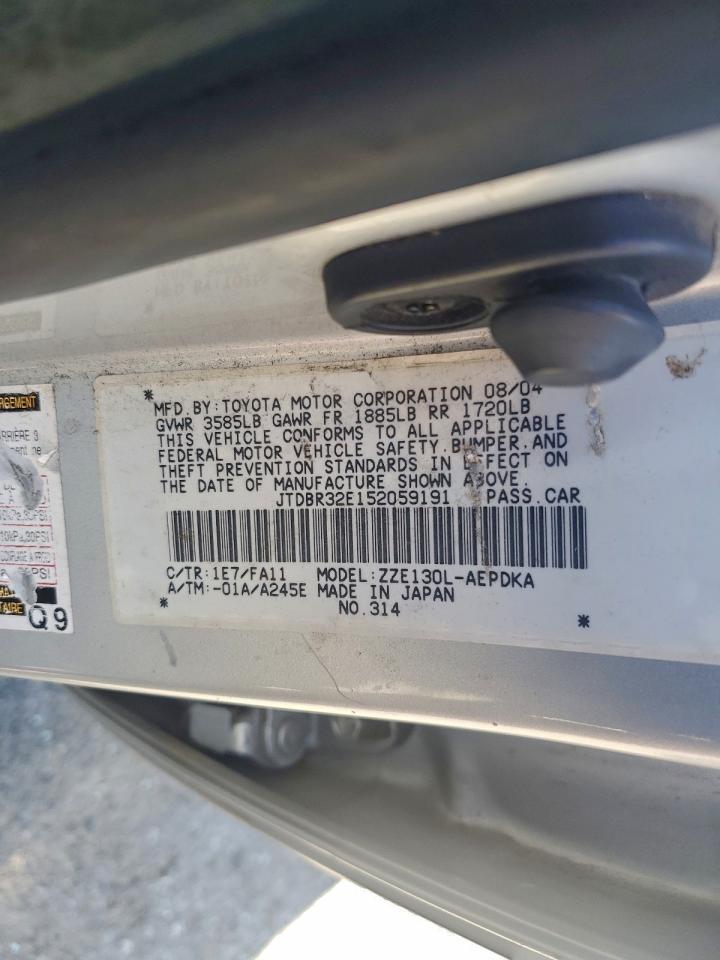 MFD. BY: TOYOTA MOTOR CORPORATION 08/04
GVWR 3585LB GAWR FR 1885LB RR 1720LB
THIS VEHICLE CONFORMS TO ALL APPLICABLE
FEDERAL MOTOR VEHICLE SAFETY, BUMPER, AND
THEFT PREVENTION STANDARDS IN EFFECT ON
THE DATE OF MANUFACTURE SHOWN ABOVE.
JTDBR32E152059191 PASS. CAR
C/TR: 1E7/FA11 MODEL: ZZE130L-AEPDKA
A/TM: -01A/A245E MADE IN JAPAN
NO. 314
Q9